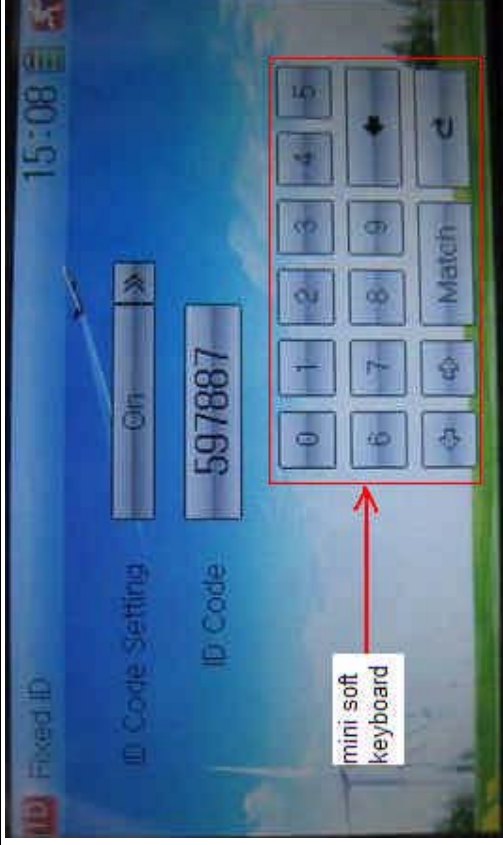 Fixed ID
15:08
ID Code Setting
On
ID Code
597887
0 1 2 3 4 5
6 7 8 9
Match
mini soft
keyboard